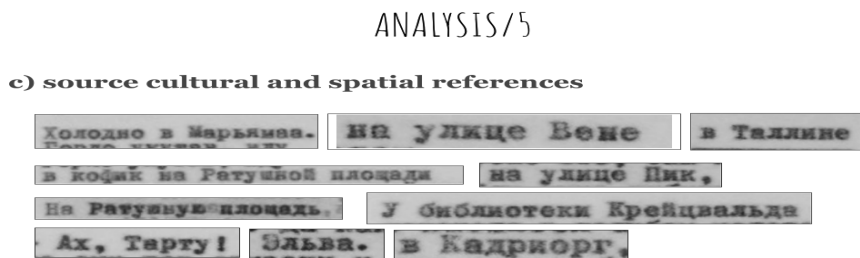 ANALYSIS/5
c) source cultural and spatial references
Холодно в Марьямаа. на улице Вене в Таллине
в кофик на Ратушной площади на улице Пик,
На Ратушную площадь. У библиотеки Крейцвальда
Ах, Тарту! Эльва. в Кадриорг,